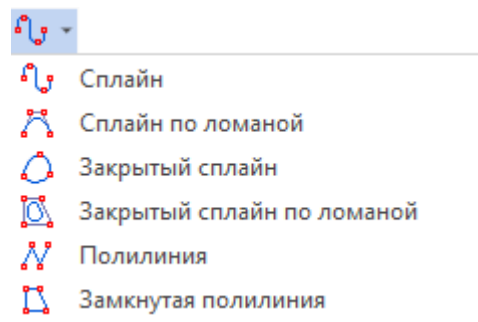 Сплайн
Сплайн по ломаной
Закрытый сплайн
Закрытый сплайн по ломаной
Полилиния
Замкнутая полилиния